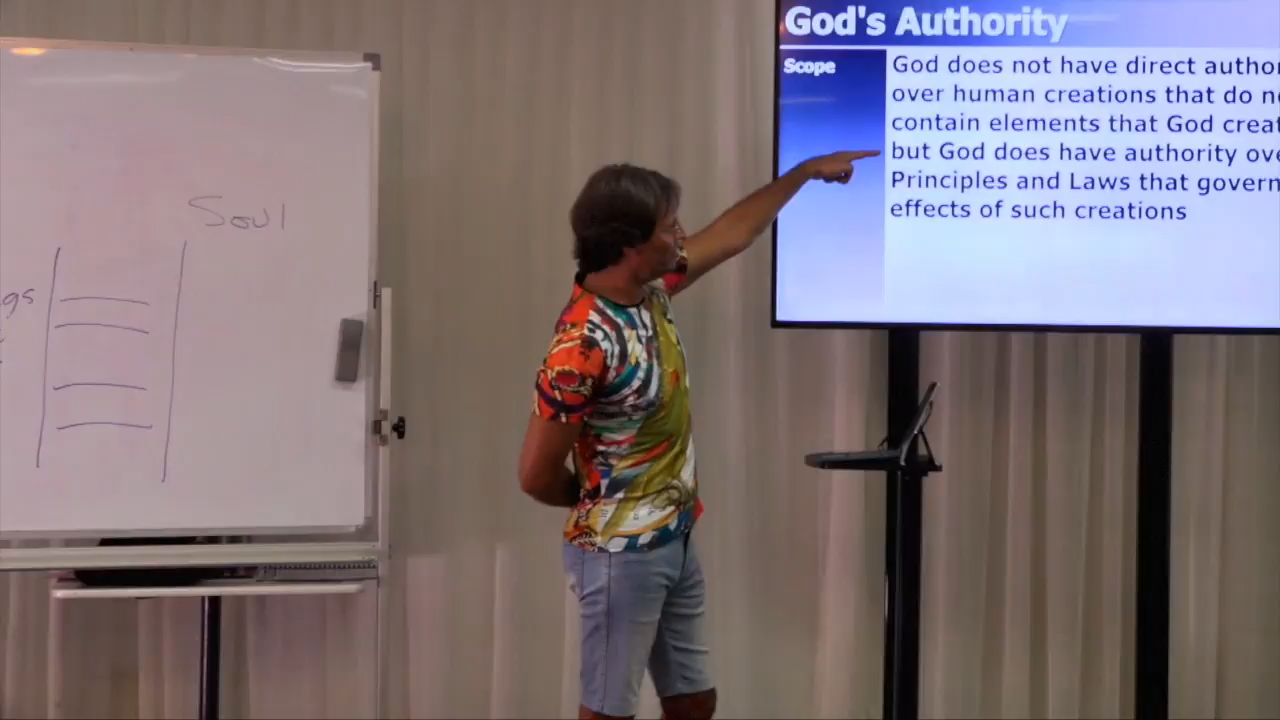 God's Authority
Scope
God does not have direct author
over human creations that do no
contain elements that God creat
but God does have authority ove
Principles and Laws that govern
effects of such creations
Soul
gs